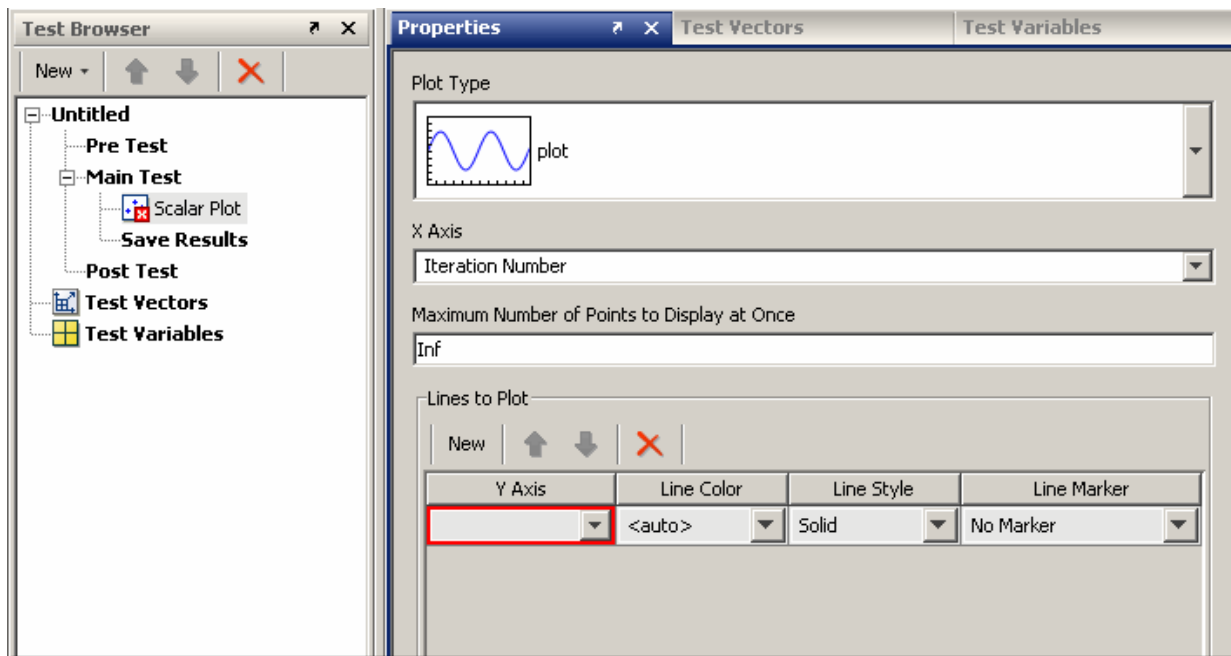 Test Browser
New
Untitled
Pre Test
Main Test
Scalar Plot
Save Results
Post Test
Test Vectors
Test Variables
Properties
Test Vectors
Test Variables
Plot Type
plot
X Axis
Iteration Number
Maximum Number of Points to Display at Once
Inf
Lines to Plot
New
Y Axis Line Color Line Style Line Marker
<auto> Solid No Marker